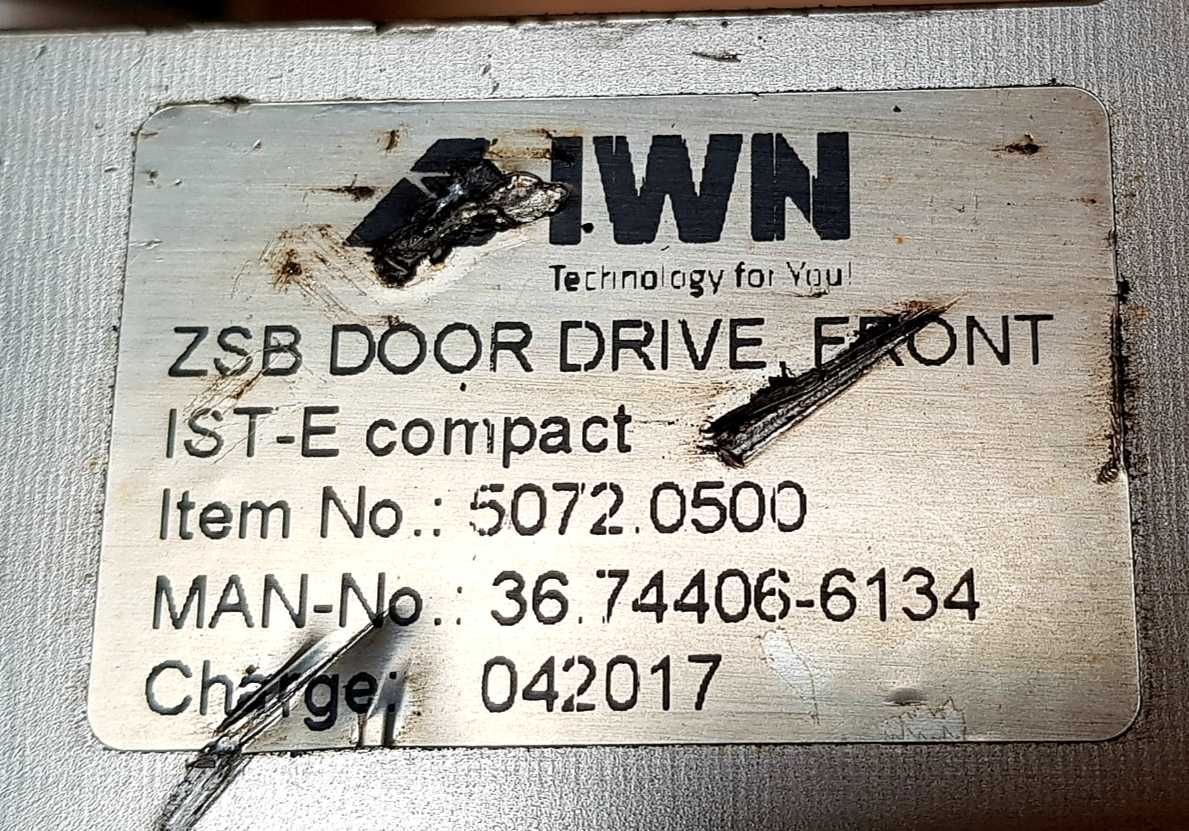 IWN
Technology for You!
ZSB DOOR DRIVE, FRONT
IST-E compact
Item No.: 5072.0500
MAN-No.: 36.74406-6134
Charge: 042017